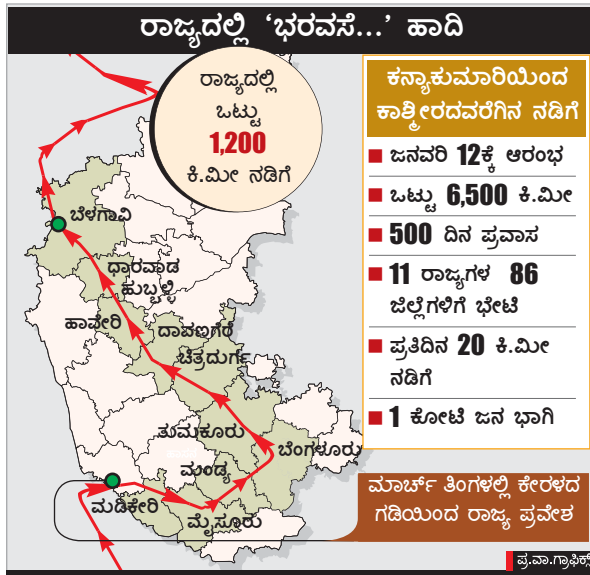 ರಾಜ್ಯದಲ್ಲಿ ‘ಭರವಸೆ...’ ಹಾದಿ
ರಾಜ್ಯದಲ್ಲಿ
ಒಟ್ಟು
1,200
ಕಿ.ಮೀ ನಡಿಗೆ
ಬೆಳಗಾವಿ
ಧಾರವಾಡ
ಹುಬ್ಬಳ್ಳಿ
ಹಾವೇರಿ
ದಾವಣಗೆರೆ
ಚಿತ್ರದುರ್ಗ
ತುಮಕೂರು
ಬೆಂಗಳೂರು
ಮಂಡ್ಯ
ಮಡಿಕೇರಿ
ಮೈಸೂರು
ಕನ್ಯಾಕುಮಾರಿಯಿಂದ
ಕಾಶ್ಮೀರದವರೆಗಿನ ನಡಿಗೆ
ಜನವರಿ 12ಕ್ಕೆ ಆರಂಭ
ಒಟ್ಟು 6,500 ಕಿ.ಮೀ
500 ದಿನ ಪ್ರವಾಸ
11 ರಾಜ್ಯಗಳ 86
ಜಿಲ್ಲೆಗಳಿಗೆ ಭೇಟಿ
ಪ್ರತಿದಿನ 20 ಕಿ.ಮೀ
ನಡಿಗೆ
1 ಕೋಟಿ ಜನ ಭಾಗಿ
ಮಾರ್ಚ್ ತಿಂಗಳಲ್ಲಿ ಕೇರಳದ
ಗಡಿಯಿಂದ ರಾಜ್ಯ ಪ್ರವೇಶ
ಪ್ರ.ವಾ.ಗ್ರಾಫಿಕ್ಸ್